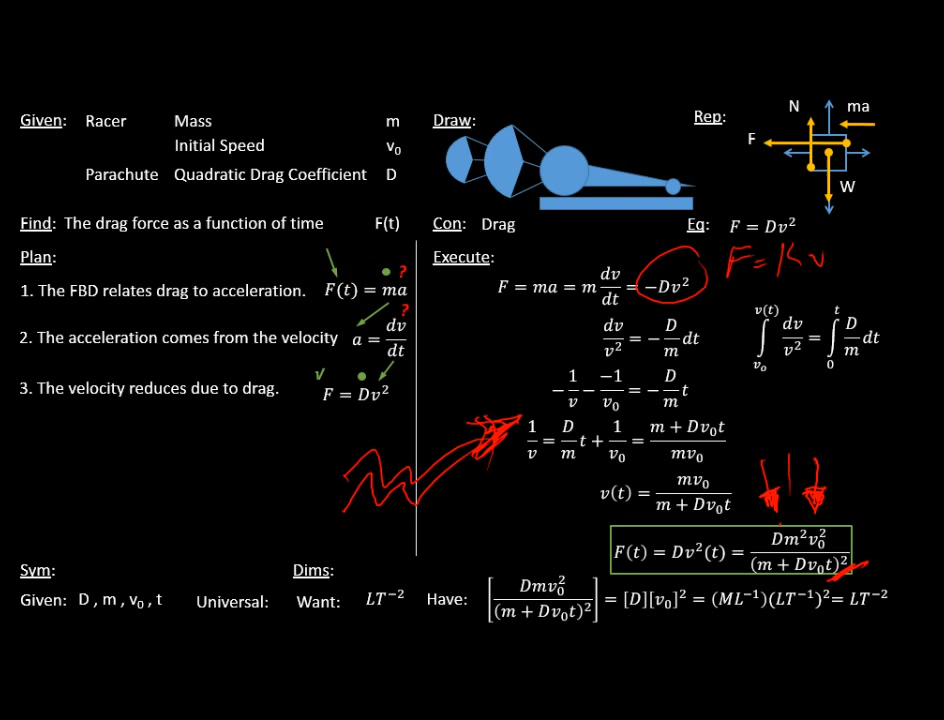 Given: Racer Mass m
Initial Speed v₀
Parachute Quadratic Drag Coefficient D
Draw:
Rep:
N ma
F
W
Find: The drag force as a function of time F(t)
Con: Drag
Eq: F = Dv²
F = Kv
Plan:
1. The FBD relates drag to acceleration. F(t) = ma ?
2. The acceleration comes from the velocity a = dv/dt ?
3. The velocity reduces due to drag. F = Dv² √
Execute:
F = ma = m dv/dt = −Dv²
dv/v² = − D/m dt
∫_{v₀}^{v(t)} dv/v² = ∫_0^t D/m dt
− 1/v − −1/v₀ = − D/m t
1/v = D/m t + 1/v₀ = (m + Dv₀t)/(mv₀)
v(t) = mv₀/(m + Dv₀t)
F(t) = Dv²(t) = Dm²v₀²/(m + Dv₀t)²
Sym:
Dims:
Given: D , m , v₀ , t Universal: Want: LT⁻² Have: [Dmv₀²/(m + Dv₀t)²] = [D][v₀]² = (ML⁻¹)(LT⁻¹)² = LT⁻²